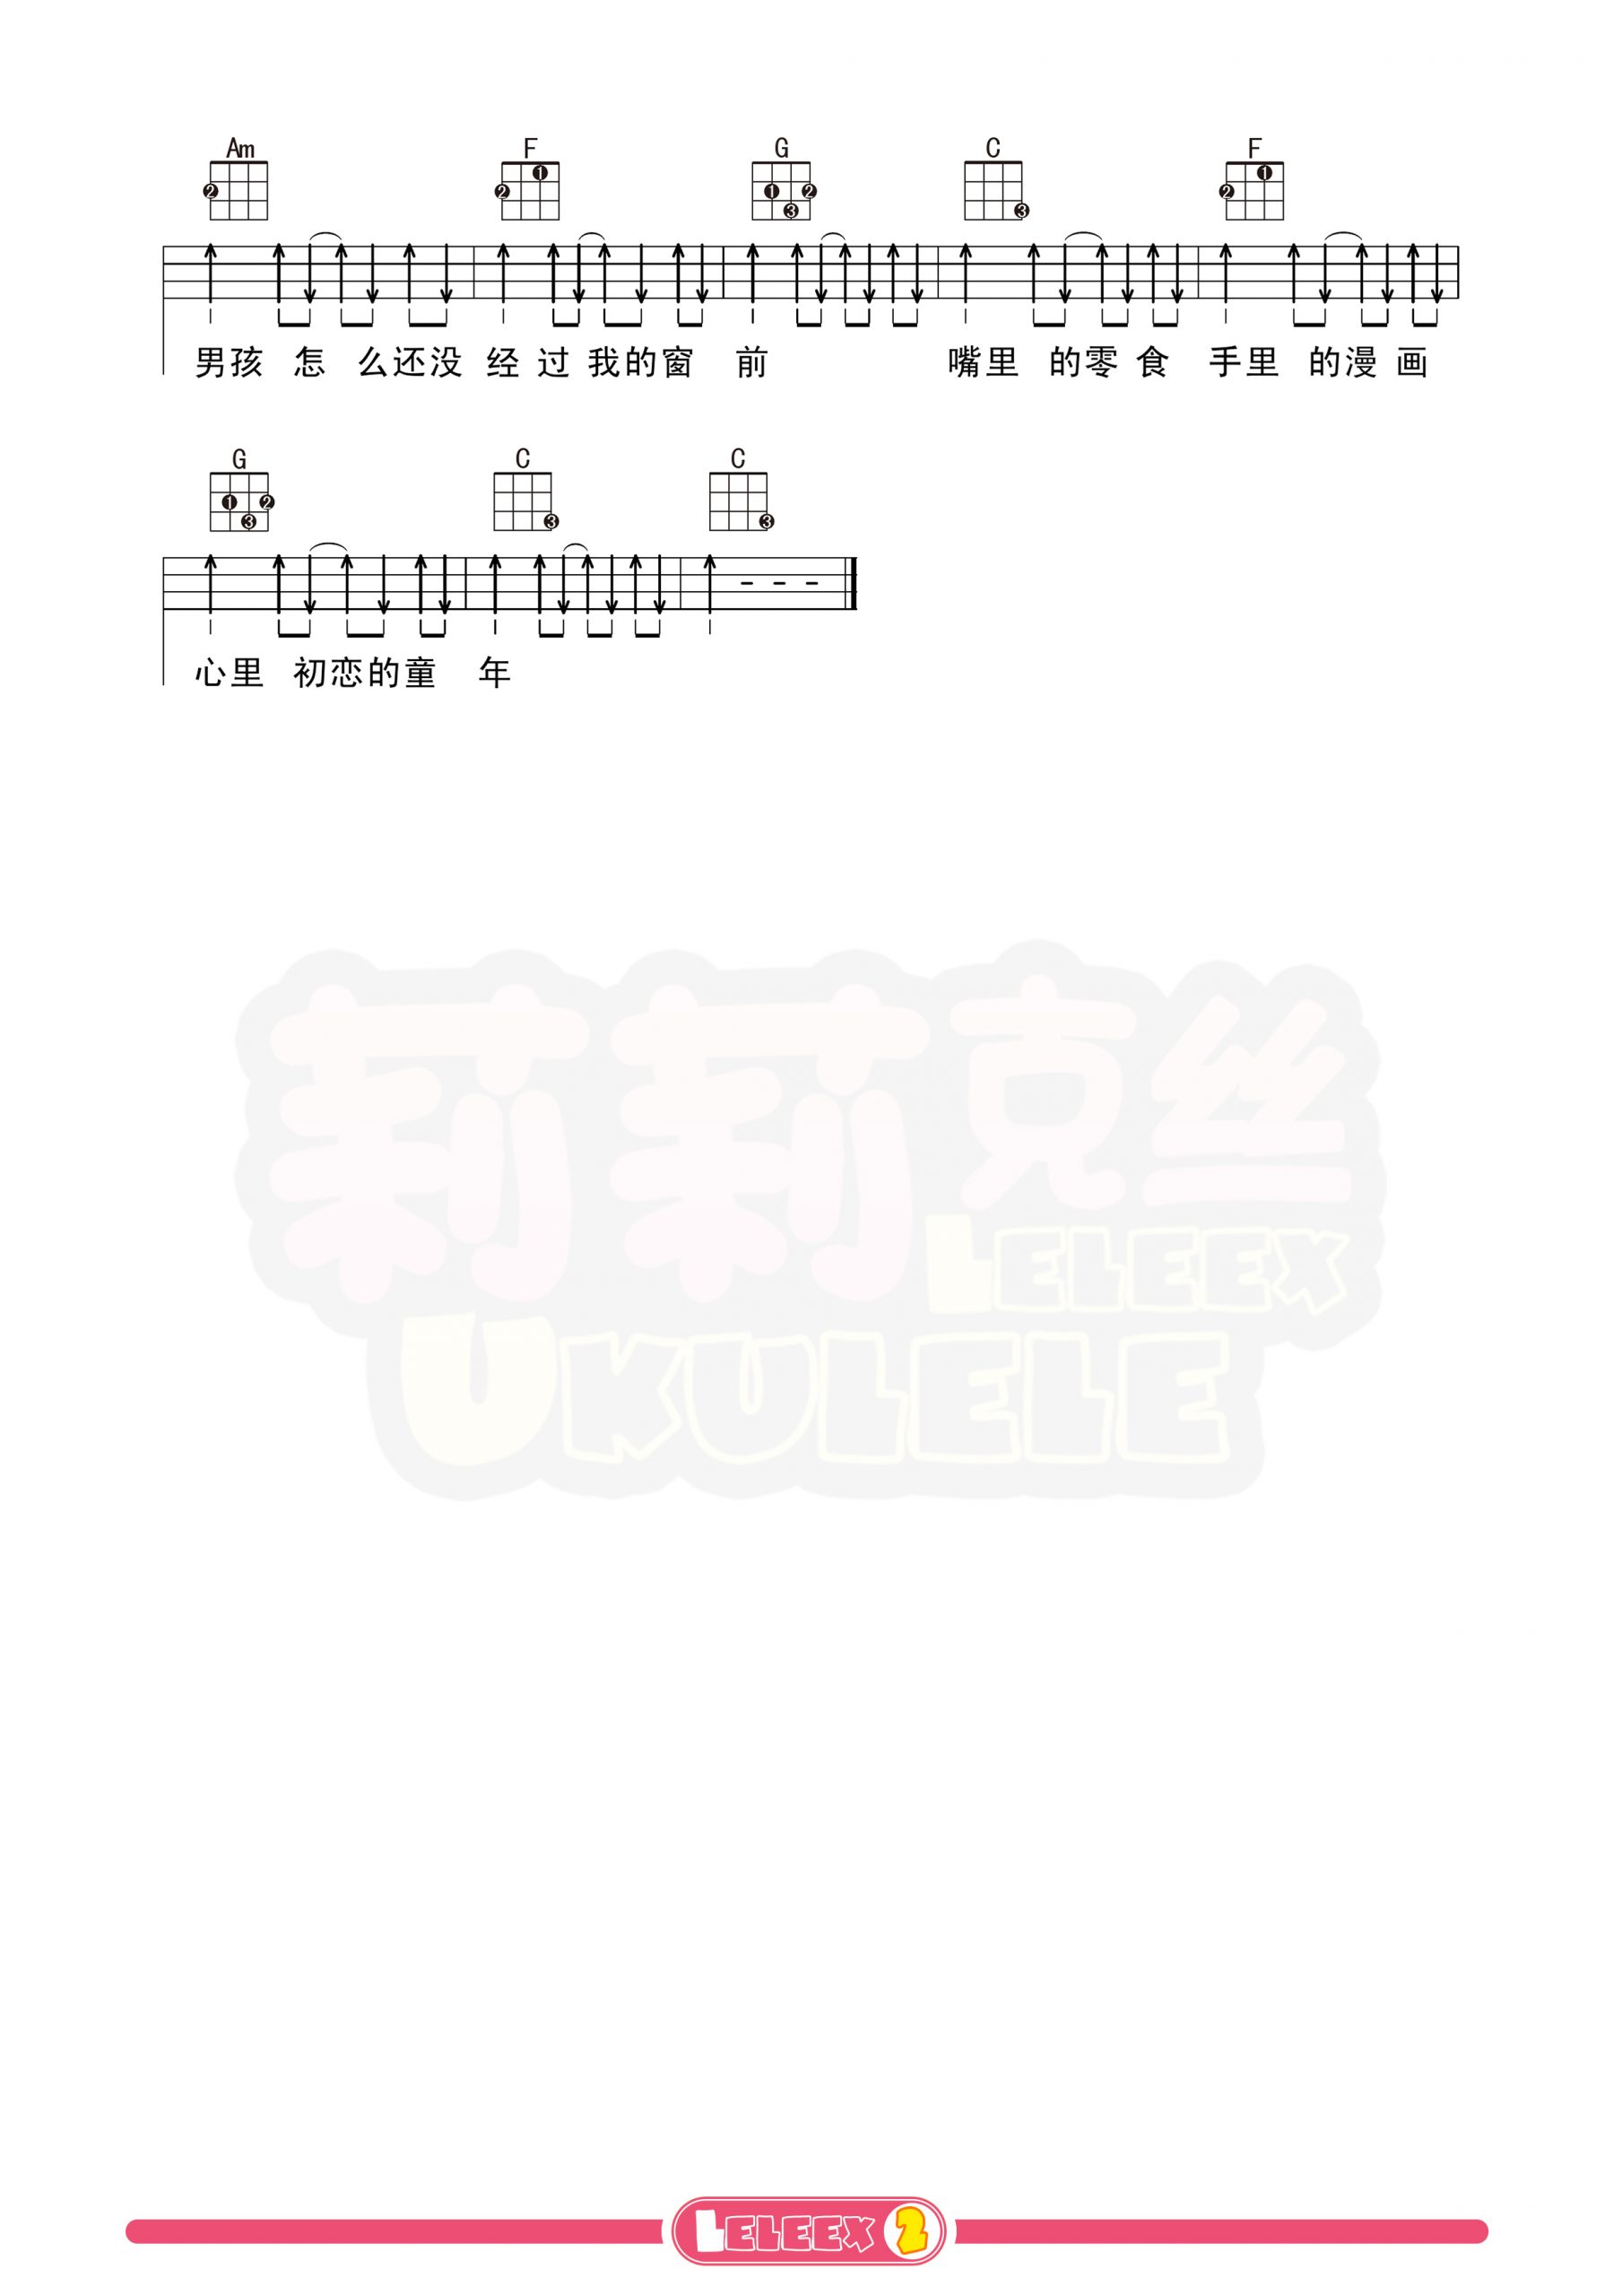 Am F G C F
男孩 怎 么还没 经 过 我的窗 前 嘴里 的零 食 手里 的漫 画
G C C
心里 初恋的童 年
莉莉克丝
LELEEX
UKULELE
LELEEX 2